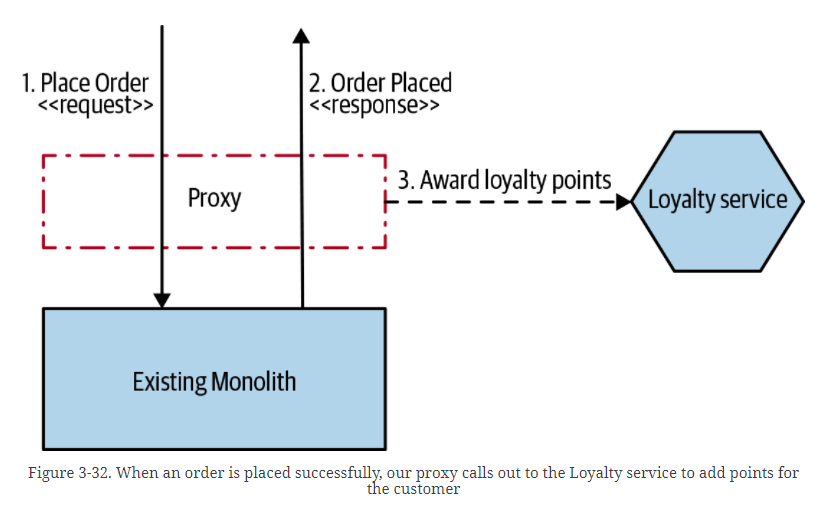 1. Place Order
<<request>>
2. Order Placed
<<response>>
Proxy
3. Award loyalty points
Loyalty service
Existing Monolith
Figure 3-32. When an order is placed successfully, our proxy calls out to the Loyalty service to add points for
the customer